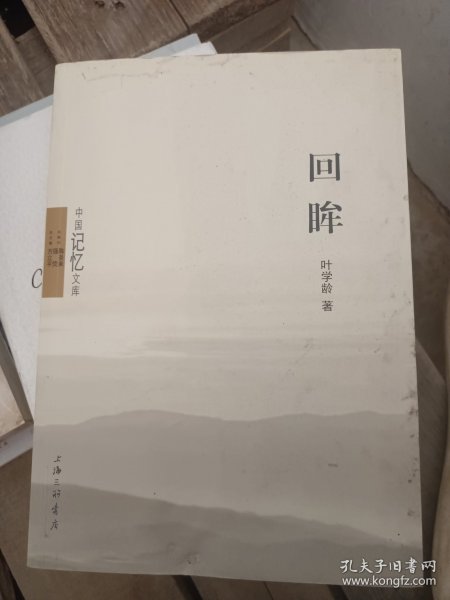 回眸
叶学龄 著
中国记忆文库
上海三联书店
C
孔夫子旧书网
www.kongfz.com